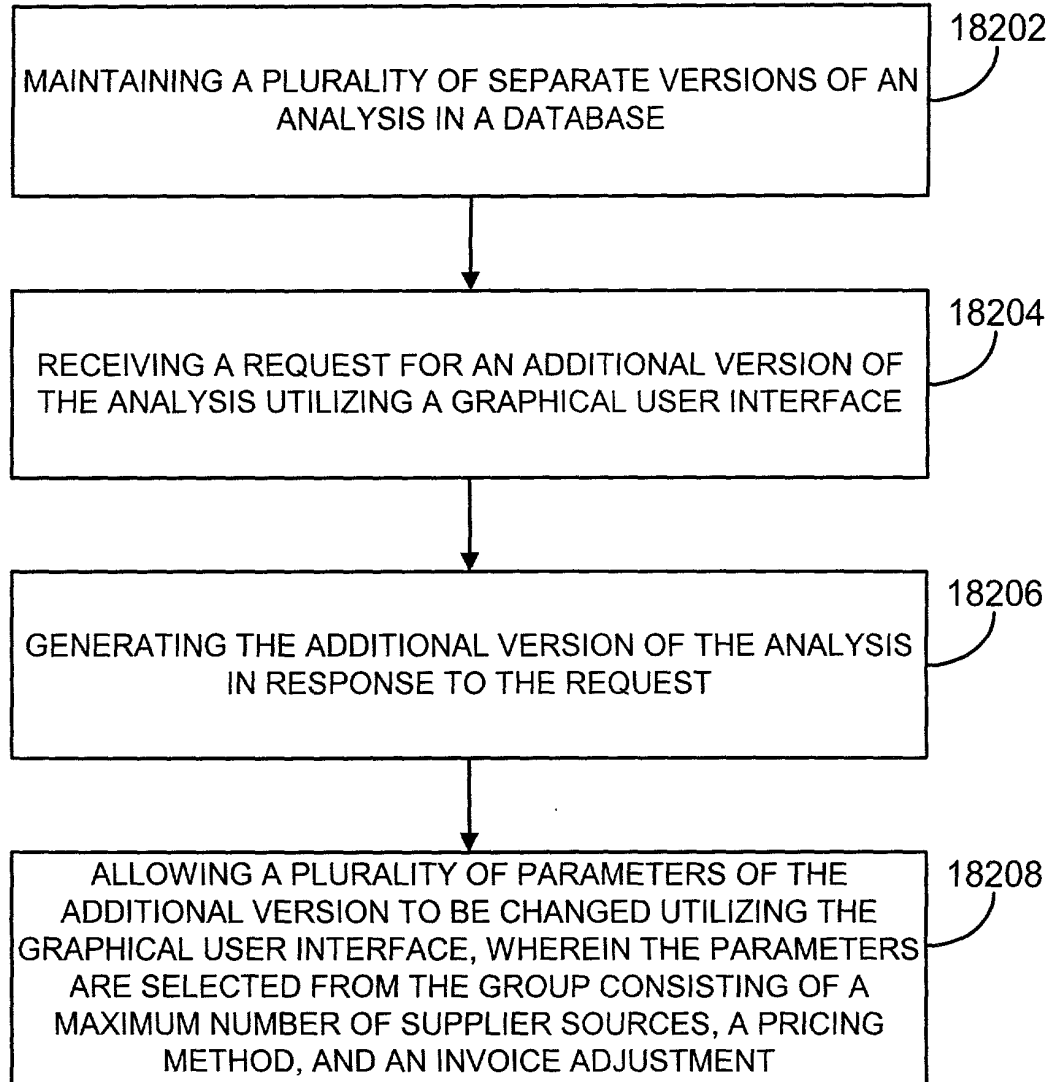 18202
MAINTAINING A PLURALITY OF SEPARATE VERSIONS OF AN
ANALYSIS IN A DATABASE
18204
RECEIVING A REQUEST FOR AN ADDITIONAL VERSION OF
THE ANALYSIS UTILIZING A GRAPHICAL USER INTERFACE
18206
GENERATING THE ADDITIONAL VERSION OF THE ANALYSIS
IN RESPONSE TO THE REQUEST
18208
ALLOWING A PLURALITY OF PARAMETERS OF THE
ADDITIONAL VERSION TO BE CHANGED UTILIZING THE
GRAPHICAL USER INTERFACE, WHEREIN THE PARAMETERS
ARE SELECTED FROM THE GROUP CONSISTING OF A
MAXIMUM NUMBER OF SUPPLIER SOURCES, A PRICING
METHOD, AND AN INVOICE ADJUSTMENT